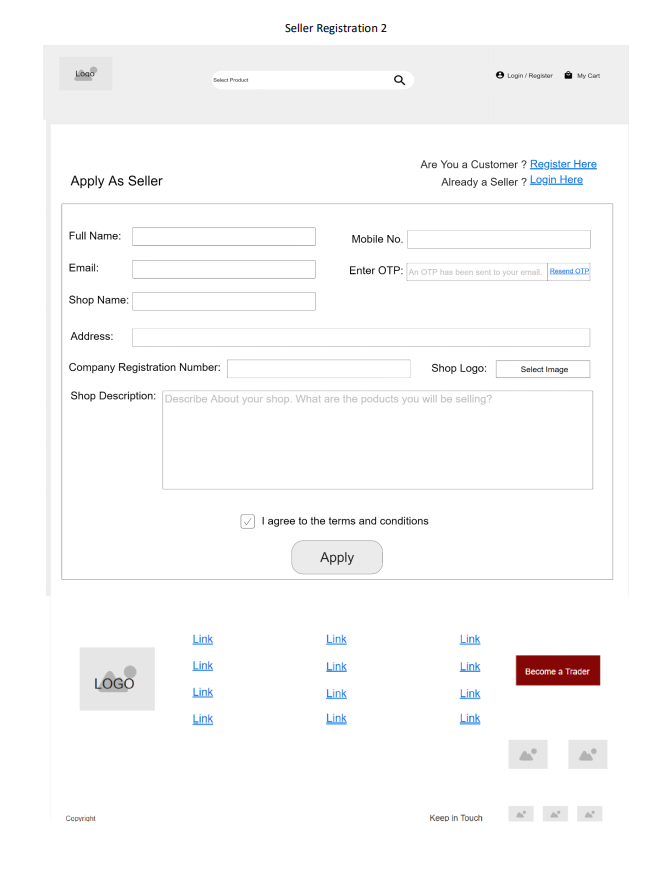 Seller Registration 2
Logo
Select Product
Login / Register
My Cart
Are You a Customer ? Register Here
Already a Seller ? Login Here
Apply As Seller
Full Name:
Mobile No.
Email:
Enter OTP: An OTP has been sent to your email. Resend OTP
Shop Name:
Address:
Company Registration Number:
Shop Logo: Select Image
Shop Description: Describe About your shop. What are the poducts you will be selling?
I agree to the terms and conditions
Apply
Link Link Link
LOGO
Link Link Link
Become a Trader
Link Link Link
Link Link Link
Copyright
Keep in Touch